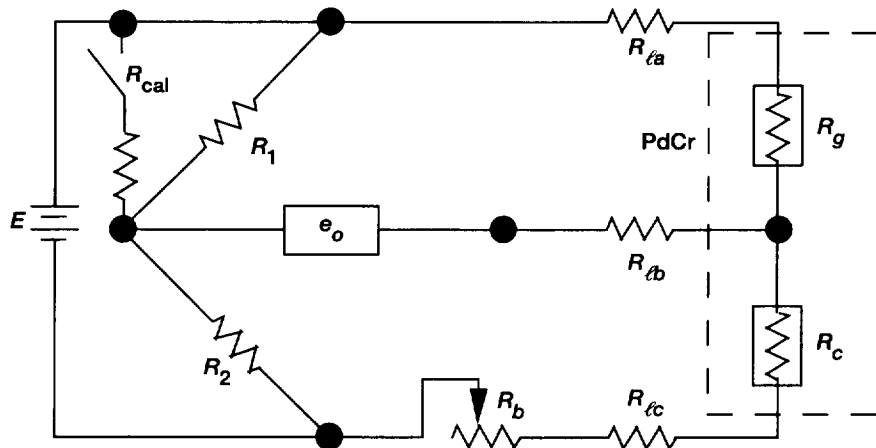 R_ℓa
R_cal
R_1
PdCr
R_g
E
e_o
R_ℓb
R_2
R_c
R_b
R_ℓc